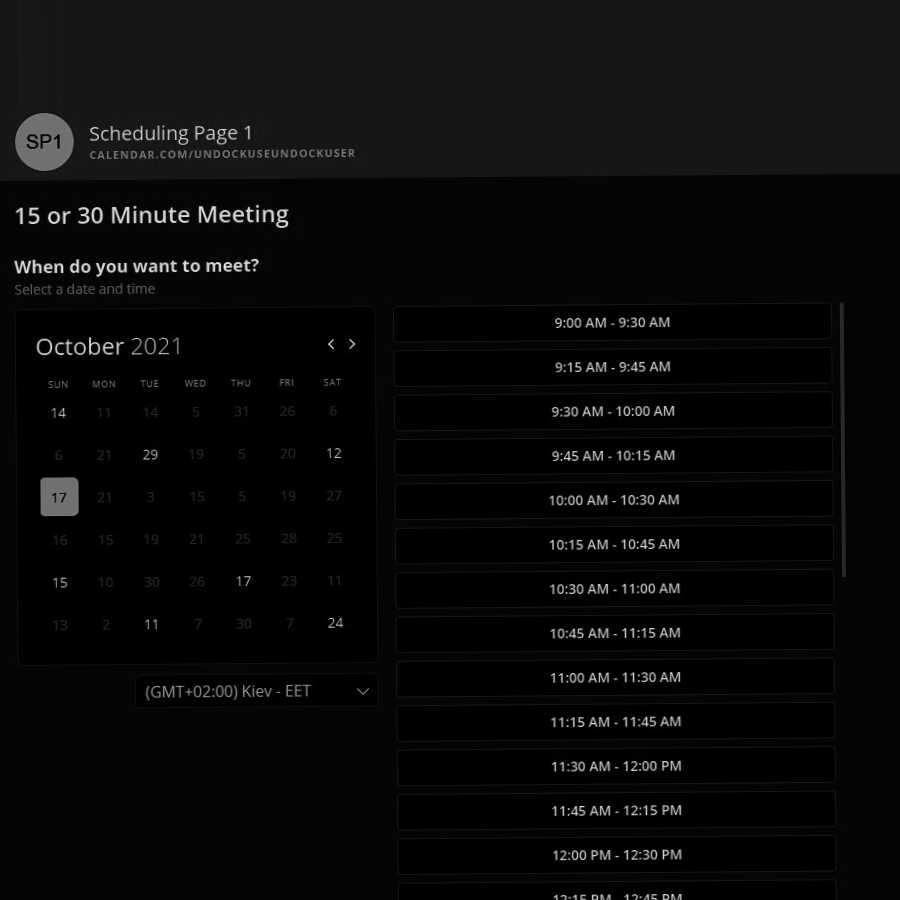 SP1
Scheduling Page 1
CALENDAR.COM/UNDOCKUSEUNDOCKUSER
15 or 30 Minute Meeting
When do you want to meet?
Select a date and time
October 2021
SUN MON TUE WED THU FRI SAT
14 11 14 5 31 26 6
6 21 29 19 5 20 12
17 21 3 15 5 19 27
16 15 19 21 25 28 25
15 10 30 26 17 23 11
13 2 11 7 30 7 24
(GMT+02:00) Kiev - EET
9:00 AM - 9:30 AM
9:15 AM - 9:45 AM
9:30 AM - 10:00 AM
9:45 AM - 10:15 AM
10:00 AM - 10:30 AM
10:15 AM - 10:45 AM
10:30 AM - 11:00 AM
10:45 AM - 11:15 AM
11:00 AM - 11:30 AM
11:15 AM - 11:45 AM
11:30 AM - 12:00 PM
11:45 AM - 12:15 PM
12:00 PM - 12:30 PM
12:15 PM - 12:45 PM